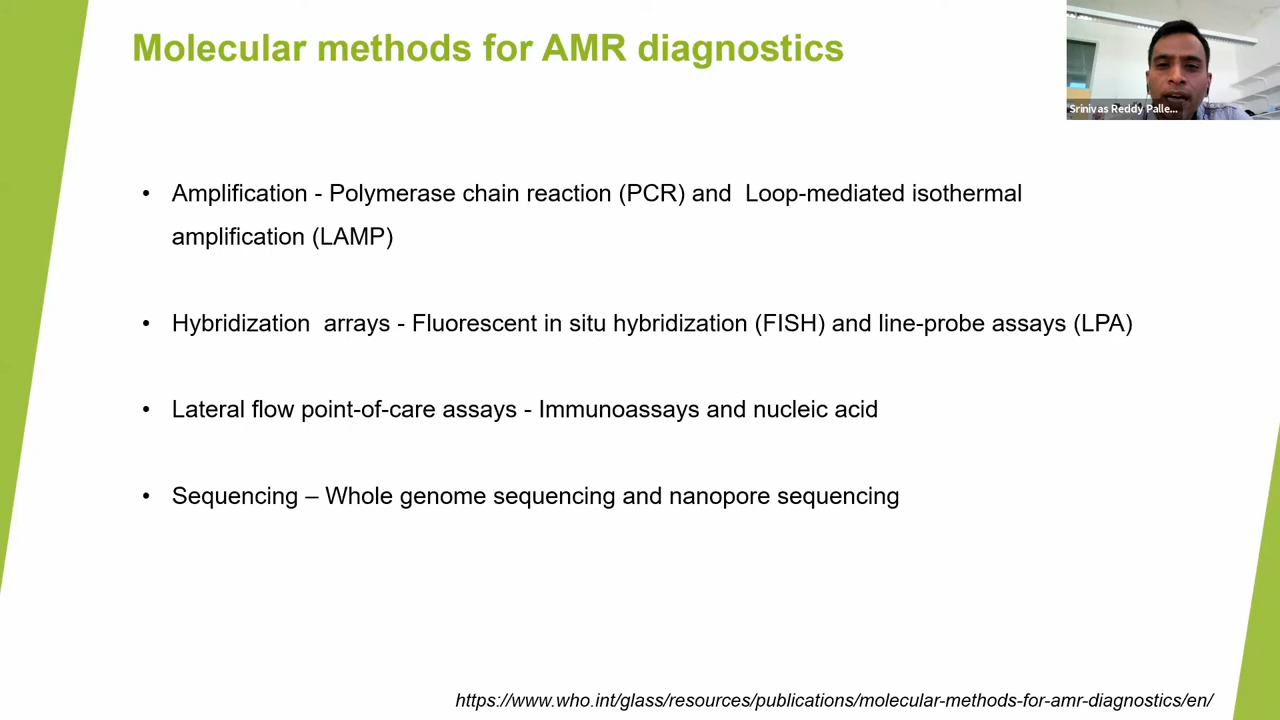 Molecular methods for AMR diagnostics
Srinivas Reddy Palle...
• Amplification - Polymerase chain reaction (PCR) and  Loop-mediated isothermal
amplification (LAMP)
• Hybridization  arrays - Fluorescent in situ hybridization (FISH) and line-probe assays (LPA)
• Lateral flow point-of-care assays - Immunoassays and nucleic acid
• Sequencing – Whole genome sequencing and nanopore sequencing
https://www.who.int/glass/resources/publications/molecular-methods-for-amr-diagnostics/en/